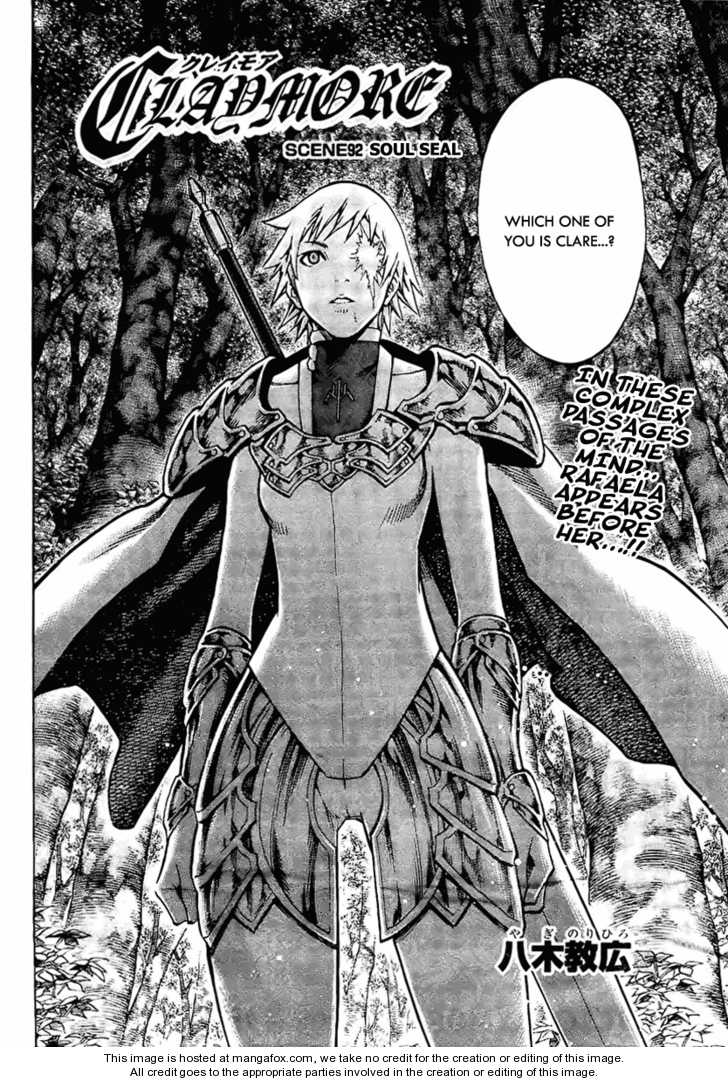 クレイモア
CLAYMORE
SCENE92 SOUL SEAL
WHICH ONE OF
YOU IS CLARE...?
IN THESE
COMPLEX
PASSAGES
OF THE
MIND..,
RAFAELA
APPEARS
BEFORE
HER...!!
やぎのりひろ
八木教広
This image is hosted at mangafox.com, we take no credit for the creation or editing of this image.
All credit goes to the appropriate parties involved in the creation or editing of this image.